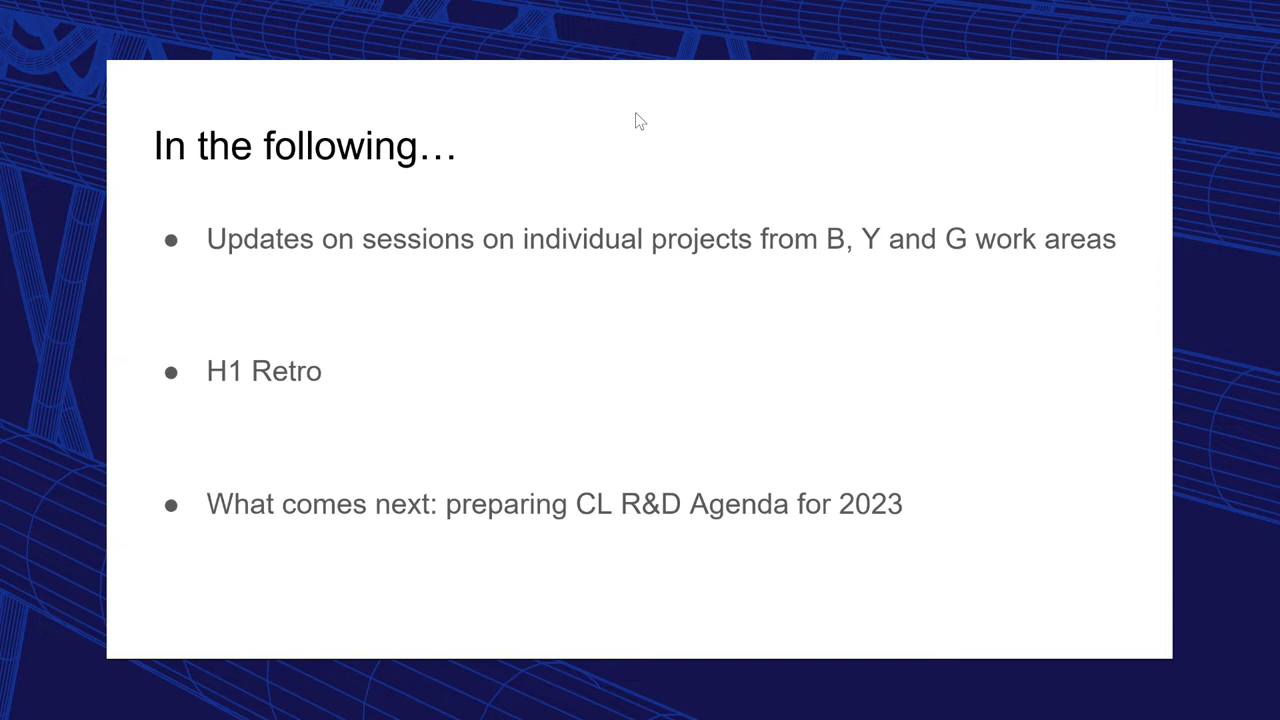 In the following…
● Updates on sessions on individual projects from B, Y and G work areas
● H1 Retro
● What comes next: preparing CL R&D Agenda for 2023